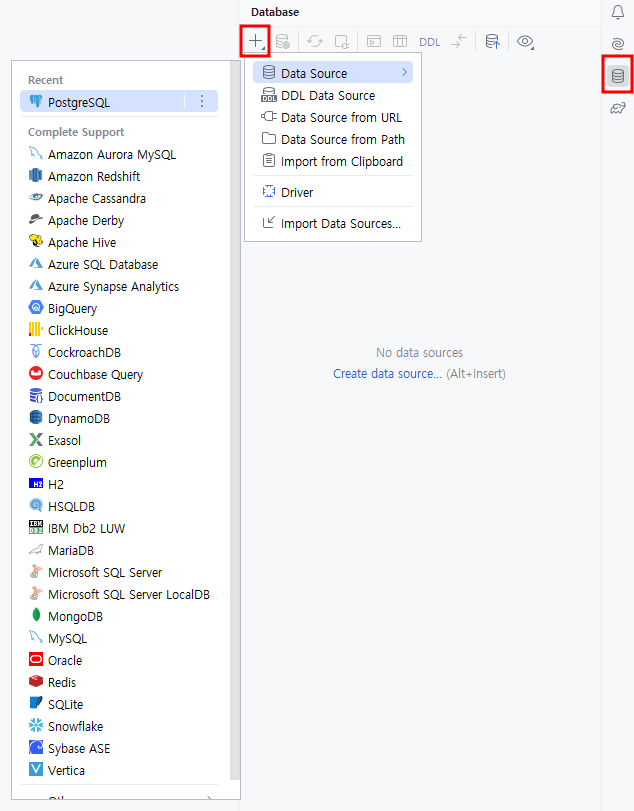 Database
DDL
Data Source
DDL Data Source
Data Source from URL
Data Source from Path
Import from Clipboard
Driver
Import Data Sources...
Recent
PostgreSQL
Complete Support
Amazon Aurora MySQL
Amazon Redshift
Apache Cassandra
Apache Derby
Apache Hive
Azure SQL Database
Azure Synapse Analytics
BigQuery
ClickHouse
CockroachDB
Couchbase Query
DocumentDB
DynamoDB
Exasol
Greenplum
H2
HSQLDB
IBM Db2 LUW
MariaDB
Microsoft SQL Server
Microsoft SQL Server LocalDB
MongoDB
MySQL
Oracle
Redis
SQLite
Snowflake
Sybase ASE
Vertica
No data sources
Create data source... (Alt+Insert)